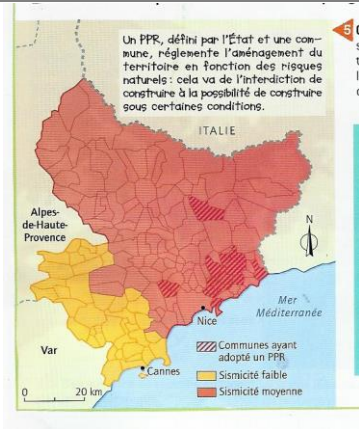 Un PPR, défini par l'État et une com-
mune, réglemente l'aménagement du
territoire en fonction des risques
naturels : cela va de l'interdiction de
construire à la possibilité de construire
sous certaines conditions.
5
ITALIE
Alpes-
de-Haute-
Provence
N
Mer
Méditerranée
Nice
Var
Cannes
Communes ayant
adopté un PPR
Sismicité faible
Sismicité moyenne
0 20 km